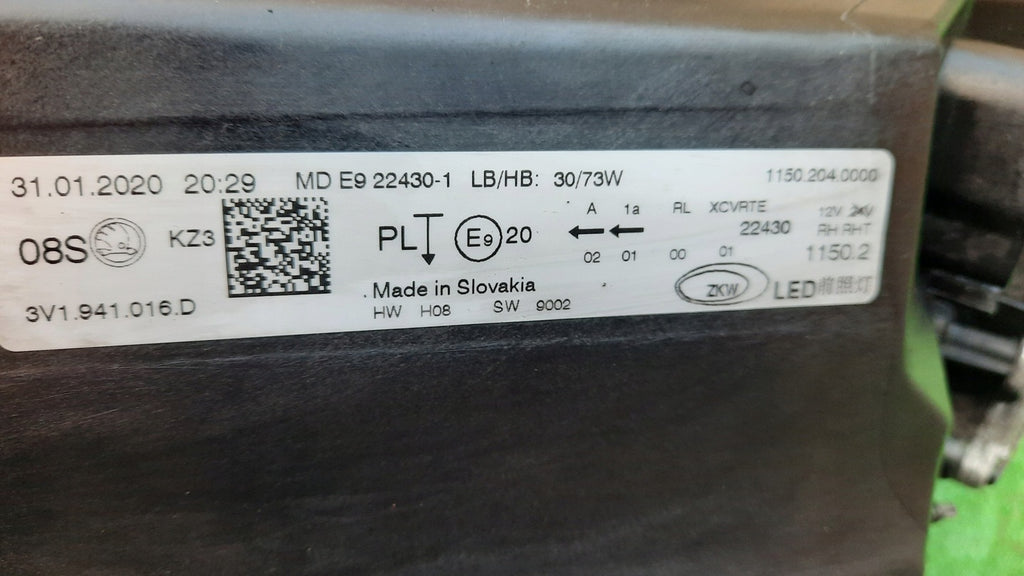 31.01.2020 20:29 MD E9 22430-1 LB/HB: 30/73W 1150.204.0000
A 1a RL XCVRTE 12V 24V
08S KZ3 PL E9 20 22430 RH RHT
02 01 00 01 1150.2
Made in Slovakia ZKW LED前照灯
3V1.941.016.D HW H08 SW 9002